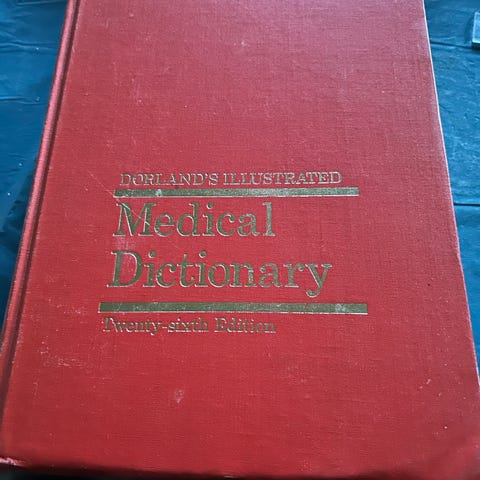 DORLAND'S ILLUSTRATED
Medical
Dictionary
Twenty-sixth Edition